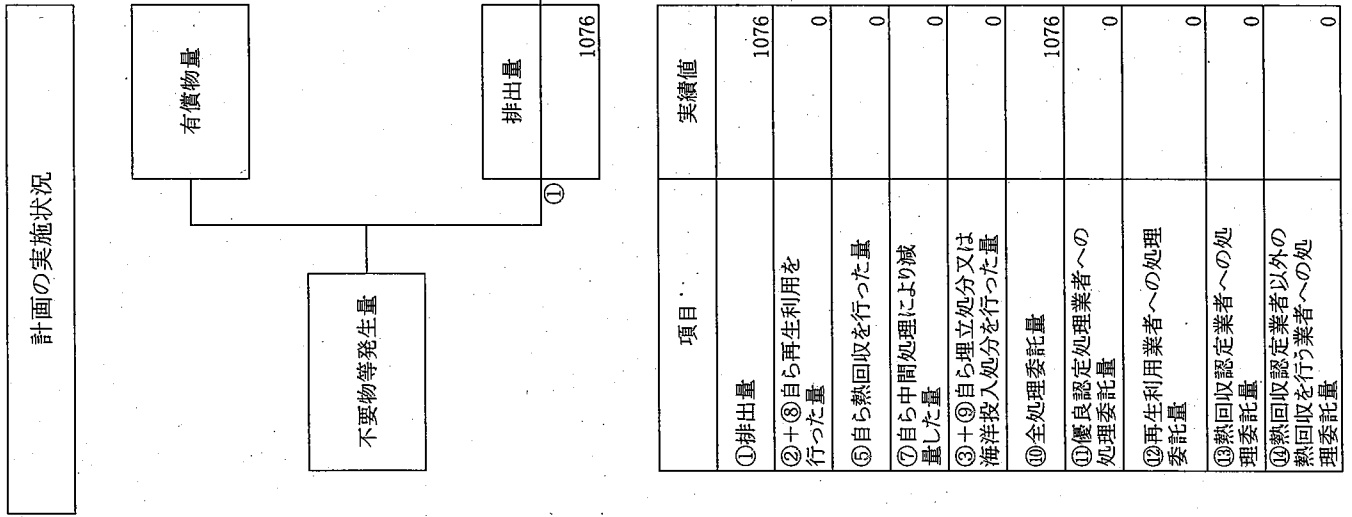 計画の実施状況
不要物等発生量
有償物量
①
排出量
1076
項目
実績値
①排出量
1076
②+⑧自ら再生利用を
行った量
0
⑤自ら熱回収を行った量
0
⑦自ら中間処理により減
量した量
0
③+⑨自ら埋立処分又は
海洋投入処分を行った量
0
⑩全処理委託量
1076
⑪優良認定処理業者への
処理委託量
0
⑫再生利用業者への処理
委託量
0
⑬熱回収認定業者への処
理委託量
0
⑭熱回収認定業者以外の
熱回収を行う業者への処
理委託量
0